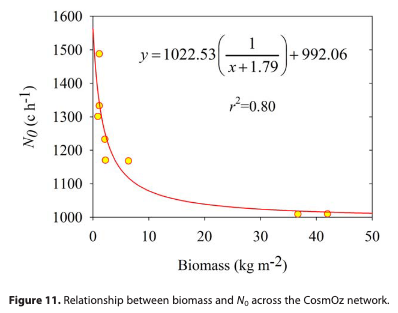 1600
1500
1400
1300
1200
1100
1000
N0 (c h-1)
y=1022.53(1/(x+1.79))+992.06
r²=0.80
0 10 20 30 40 50
Biomass (kg m-2)
Figure 11. Relationship between biomass and N0 across the CosmOz network.